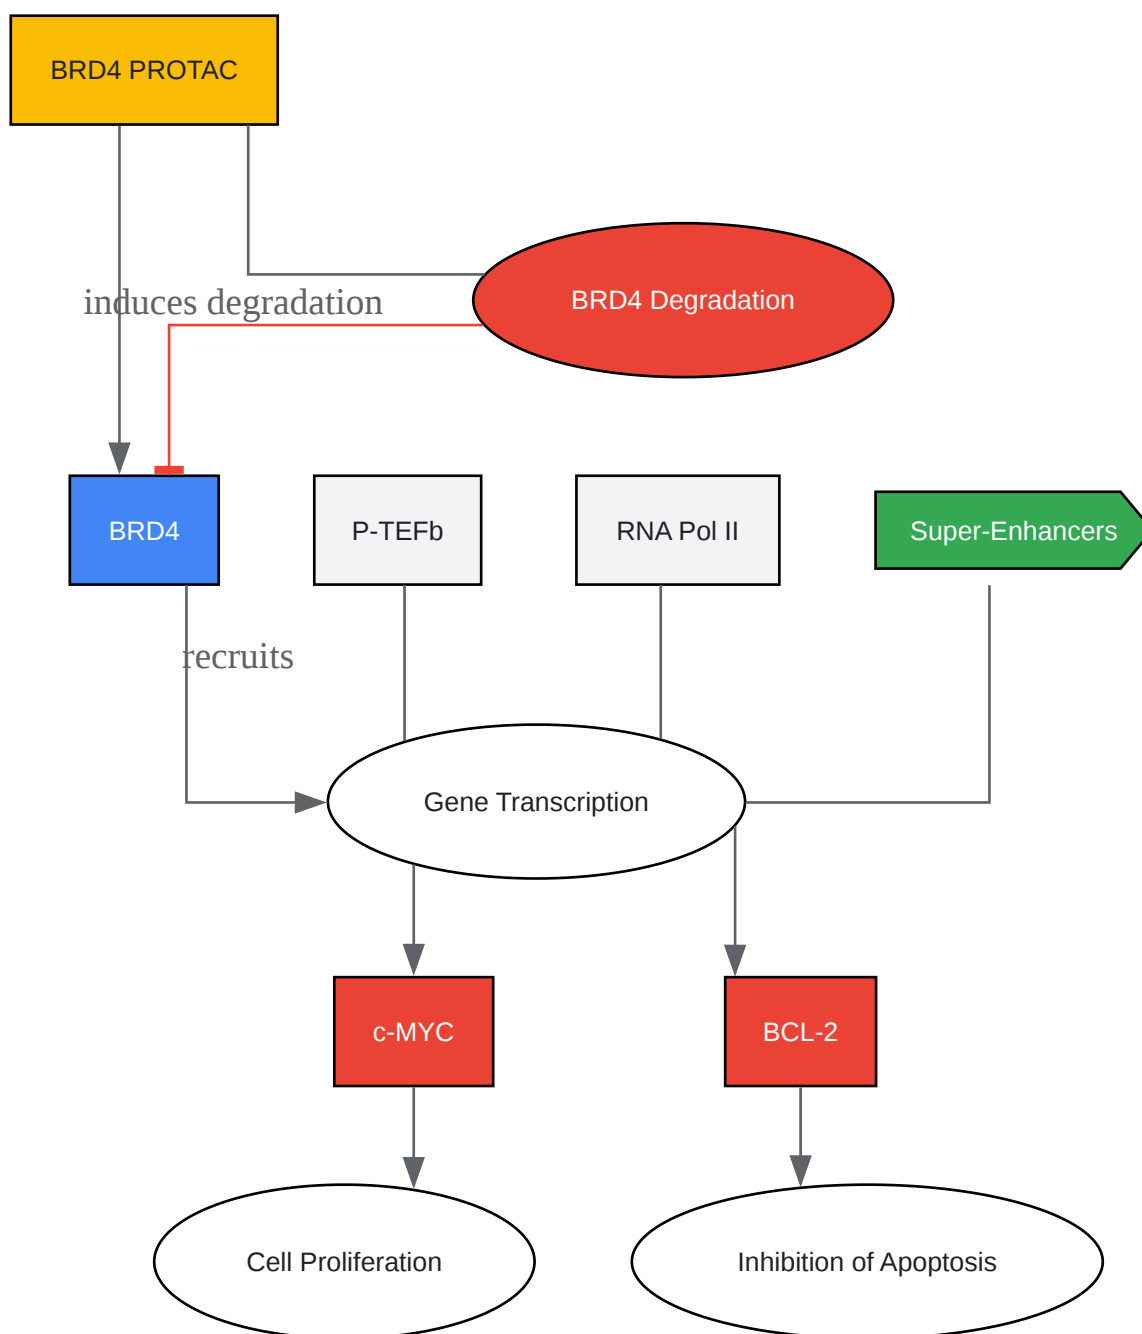 BRD4 PROTAC
BRD4 Degradation
induces degradation
BRD4
P-TEFb
RNA Pol II
Super-Enhancers
recruits
Gene Transcription
c-MYC
BCL-2
Cell Proliferation
Inhibition of Apoptosis